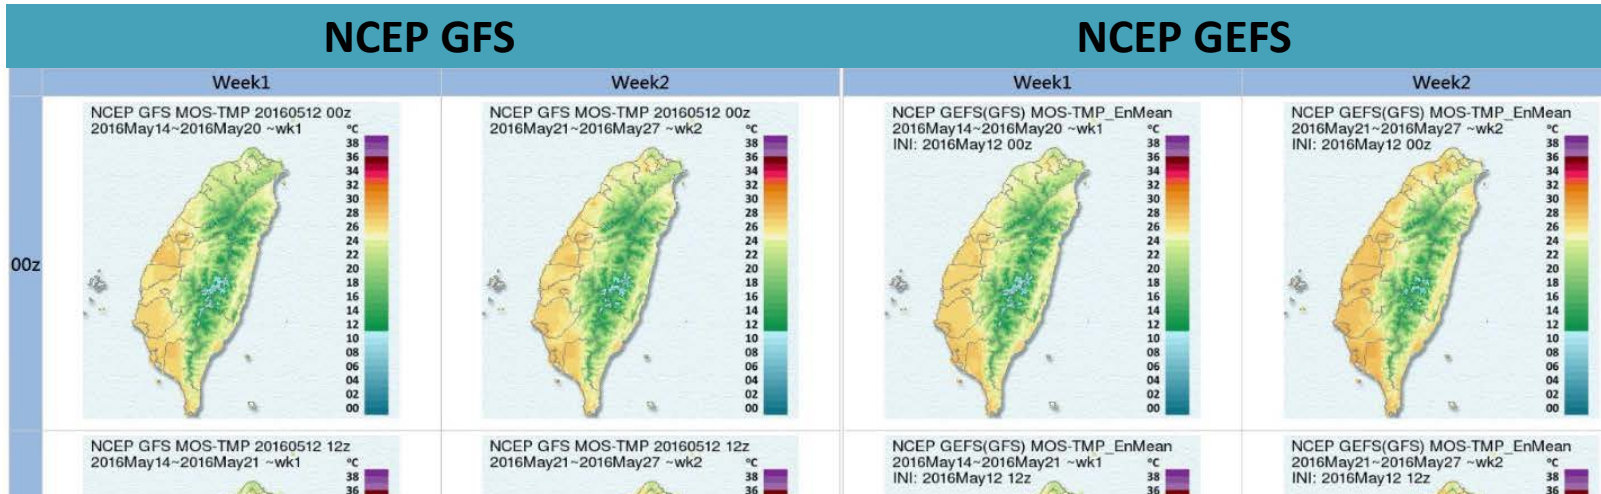 NCEP GFS
NCEP GEFS
Week1
Week2
Week1
Week2
00z
NCEP GFS MOS-TMP 20160512 00z
2016May14~2016May20 ~wk1
°C
38
36
34
32
30
28
26
24
22
20
18
16
14
12
10
08
06
04
02
00
NCEP GFS MOS-TMP 20160512 00z
2016May21~2016May27 ~wk2
°C
38
36
34
32
30
28
26
24
22
20
18
16
14
12
10
08
06
04
02
00
NCEP GEFS(GFS) MOS-TMP_EnMean
2016May14~2016May20 ~wk1
INI: 2016May12 00z
°C
38
36
34
32
30
28
26
24
22
20
18
16
14
12
10
08
06
04
02
00
NCEP GEFS(GFS) MOS-TMP_EnMean
2016May21~2016May27 ~wk2
INI: 2016May12 00z
°C
38
36
34
32
30
28
26
24
22
20
18
16
14
12
10
08
06
04
02
00
NCEP GFS MOS-TMP 20160512 12z
2016May14~2016May21 ~wk1
°C
38
36
NCEP GFS MOS-TMP 20160512 12z
2016May21~2016May27 ~wk2
°C
38
36
NCEP GEFS(GFS) MOS-TMP_EnMean
2016May14~2016May21 ~wk1
INI: 2016May12 12z
°C
38
36
NCEP GEFS(GFS) MOS-TMP_EnMean
2016May21~2016May27 ~wk2
INI: 2016May12 12z
°C
38
36